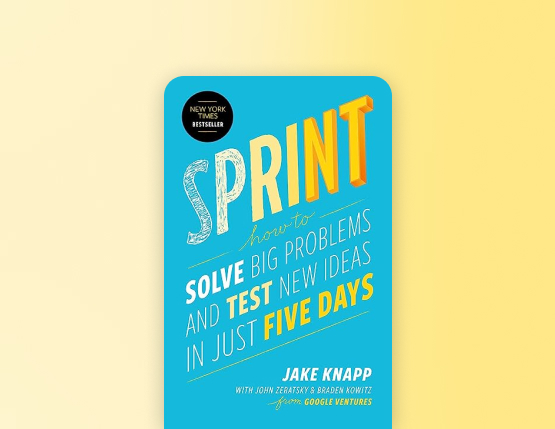 NEW YORK
TIMES
BESTSELLER
SPRINT
how to
SOLVE BIG PROBLEMS
AND TEST NEW IDEAS
IN JUST FIVE DAYS
JAKE KNAPP
WITH JOHN ZERATSKY & BRADEN KOWITZ
from GOOGLE VENTURES